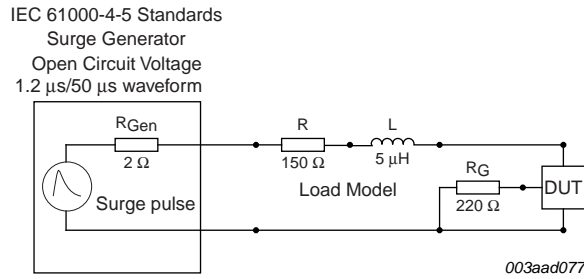 IEC 61000-4-5 Standards
Surge Generator
Open Circuit Voltage
1.2 μs/50 μs waveform
RGen
2 Ω
R
150 Ω
L
5 μH
Surge pulse
Load Model
RG
220 Ω
DUT
003aad077